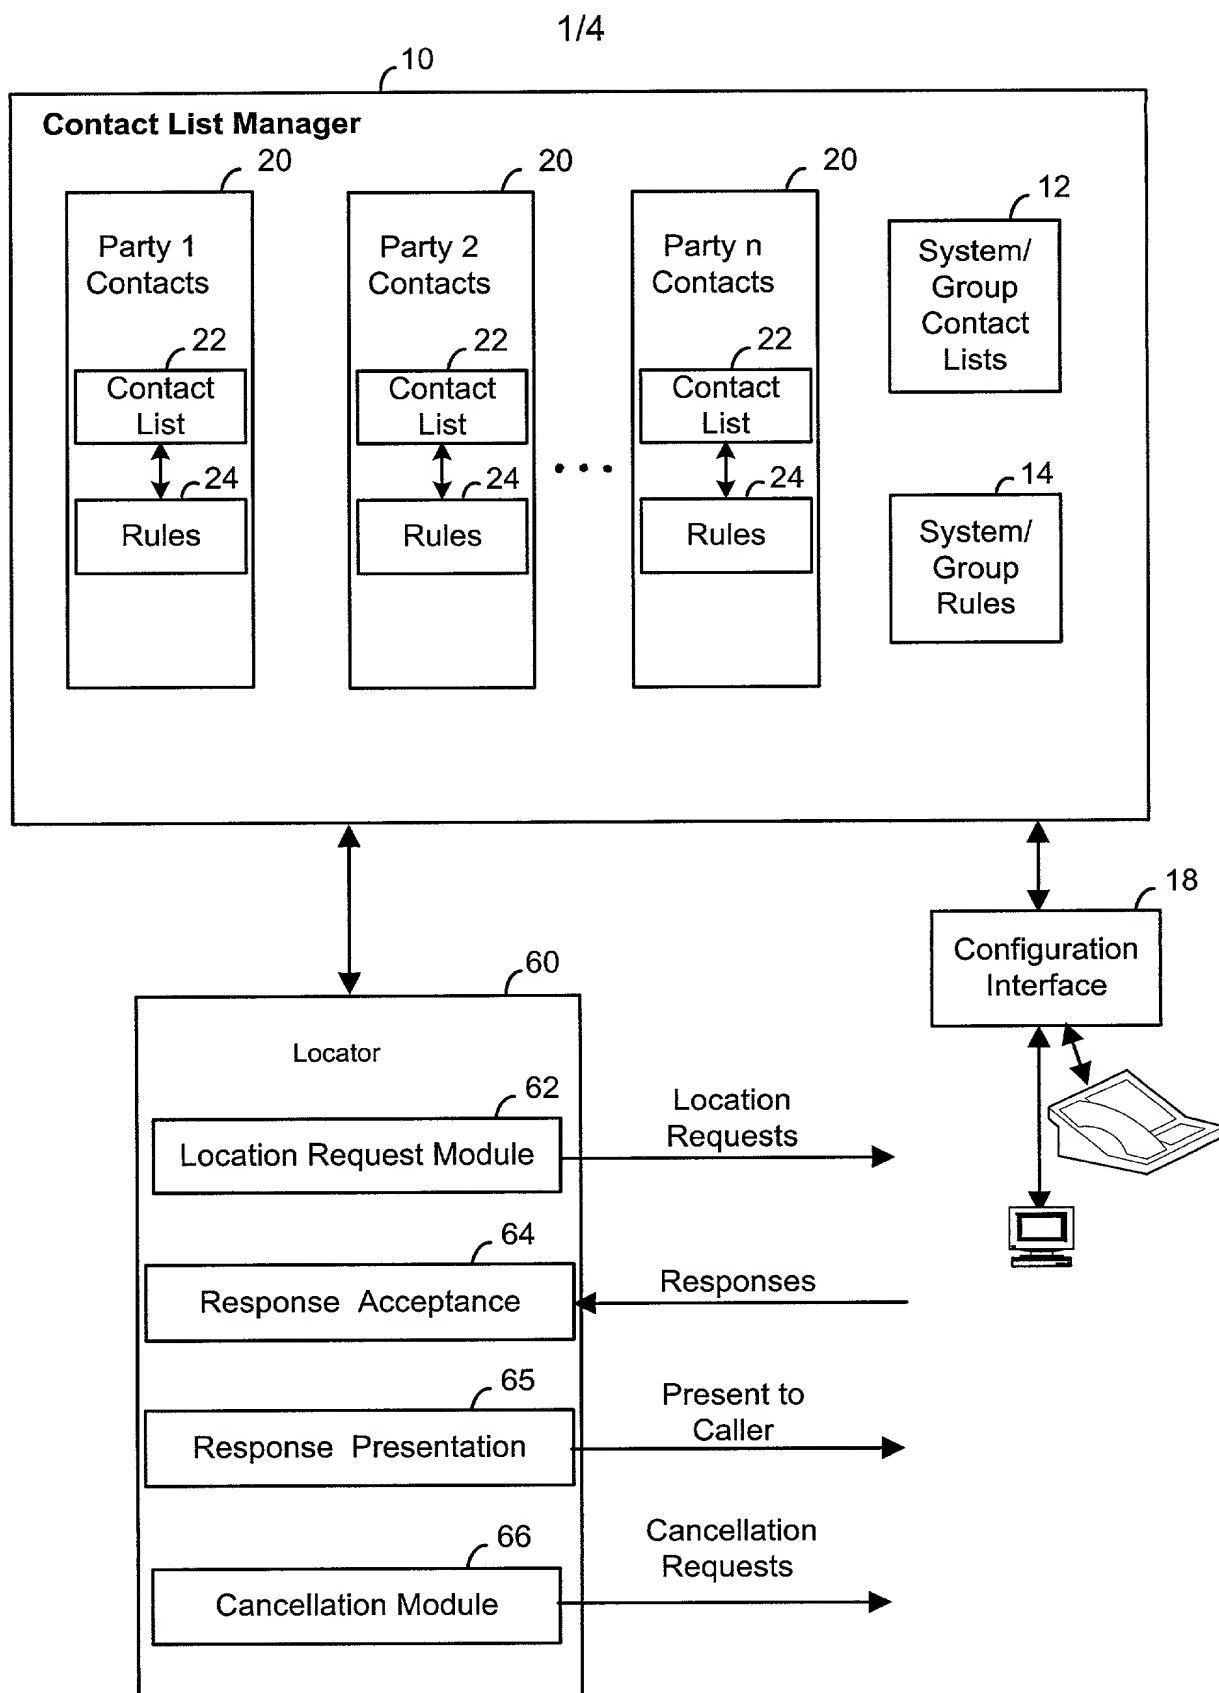 1/4
10
Contact List Manager
20
20
20
12
Party 1
Contacts
Party 2
Contacts
Party n
Contacts
System/
Group
Contact
Lists
22
22
22
Contact
List
Contact
List
Contact
List
24
24
24
14
Rules
Rules
Rules
System/
Group
Rules
18
Configuration
Interface
60
Locator
62
Location Request Module
Location
Requests
64
Response Acceptance
Responses
65
Response Presentation
Present to
Caller
66
Cancellation Module
Cancellation
Requests